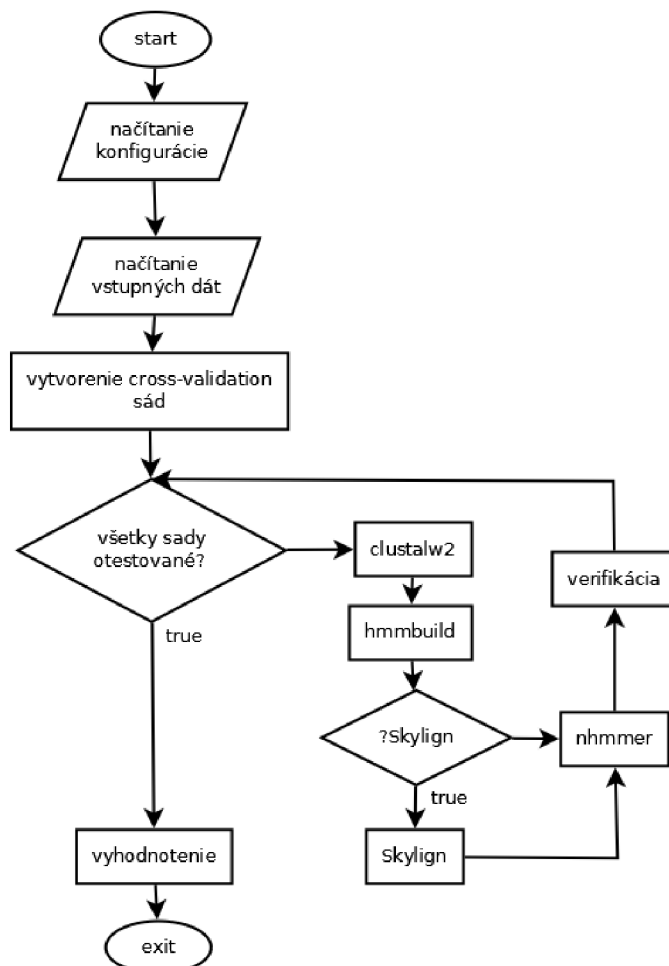 start
načítanie
konfigurácie
načítanie
vstupných dát
vytvorenie cross-validation
sád
všetky sady
otestované?
true
clustalw2
hmmbuild
?Skylign
true
Skylign
nhmmer
verifikácia
vyhodnotenie
exit